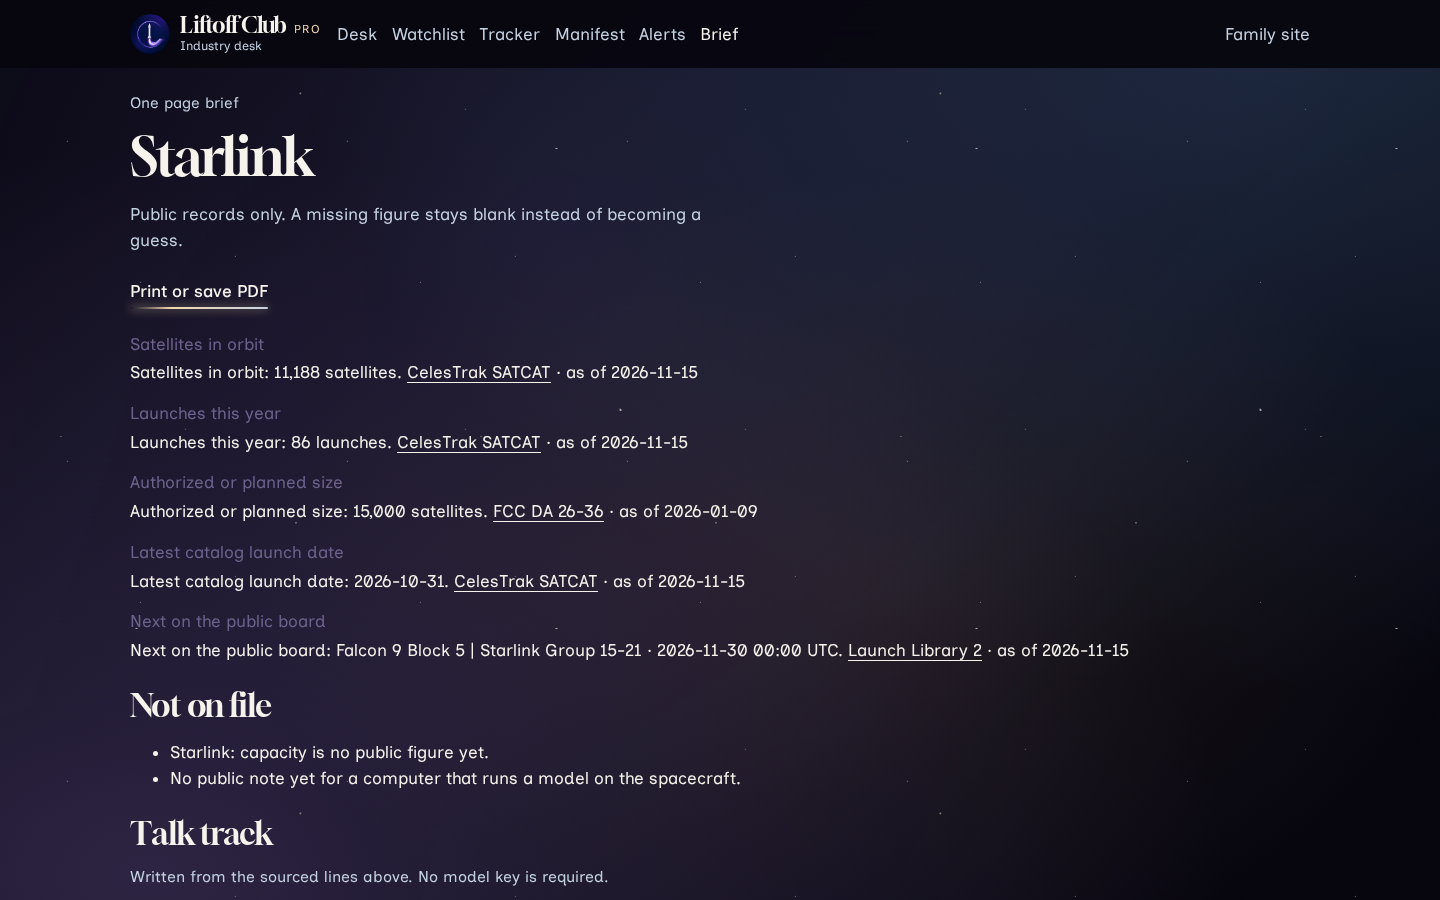 Liftoff Club PRO
Industry desk
Desk Watchlist Tracker Manifest Alerts Brief
Family site
One page brief
Starlink
Public records only. A missing figure stays blank instead of becoming a
guess.
Print or save PDF
Satellites in orbit
Satellites in orbit: 11,188 satellites. CelesTrak SATCAT · as of 2026-11-15
Launches this year
Launches this year: 86 launches. CelesTrak SATCAT · as of 2026-11-15
Authorized or planned size
Authorized or planned size: 15,000 satellites. FCC DA 26-36 · as of 2026-01-09
Latest catalog launch date
Latest catalog launch date: 2026-10-31. CelesTrak SATCAT · as of 2026-11-15
Next on the public board
Next on the public board: Falcon 9 Block 5 | Starlink Group 15-21 · 2026-11-30 00:00 UTC. Launch Library 2 · as of 2026-11-15
Not on file
• Starlink: capacity is no public figure yet.
• No public note yet for a computer that runs a model on the spacecraft.
Talk track
Written from the sourced lines above. No model key is required.